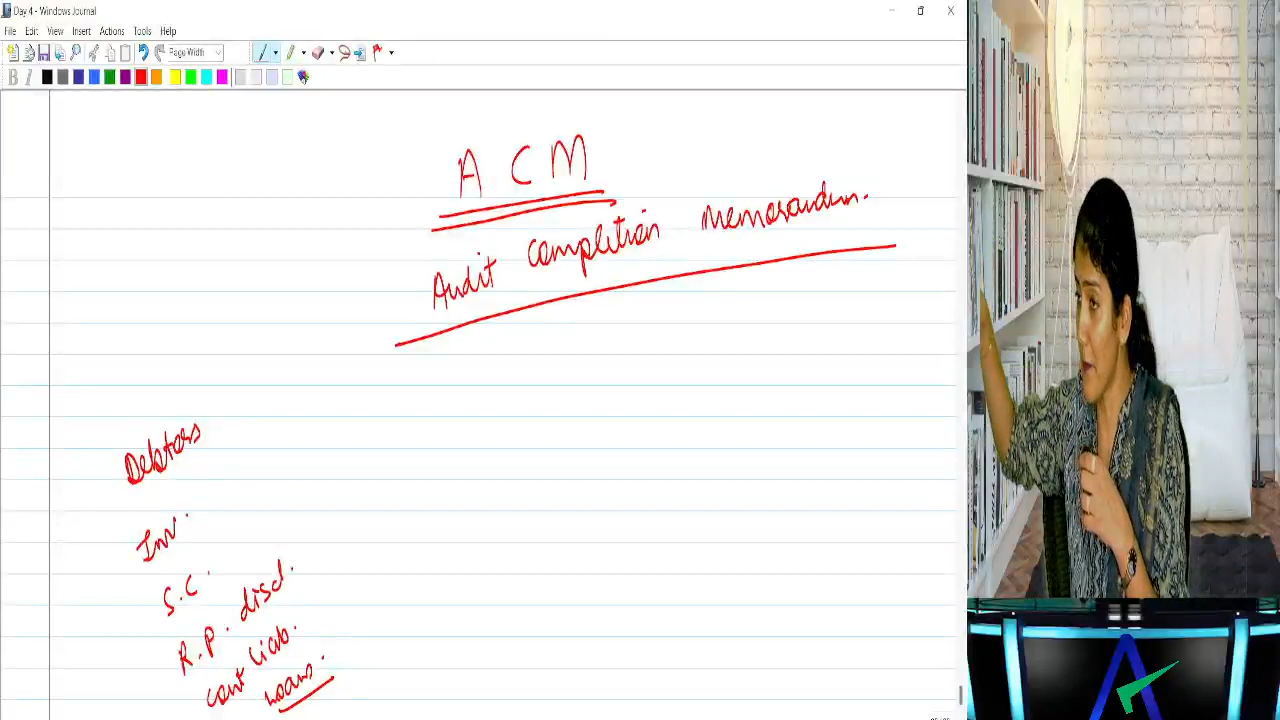 Day 4 - Windows Journal
File Edit View Insert Actions Tools Help
Page Width
B I
A C M
Audit Completion Memorandum.
Debtors
Inv.
S.C.
R.P. discl.
Cont Liab.
Loans.